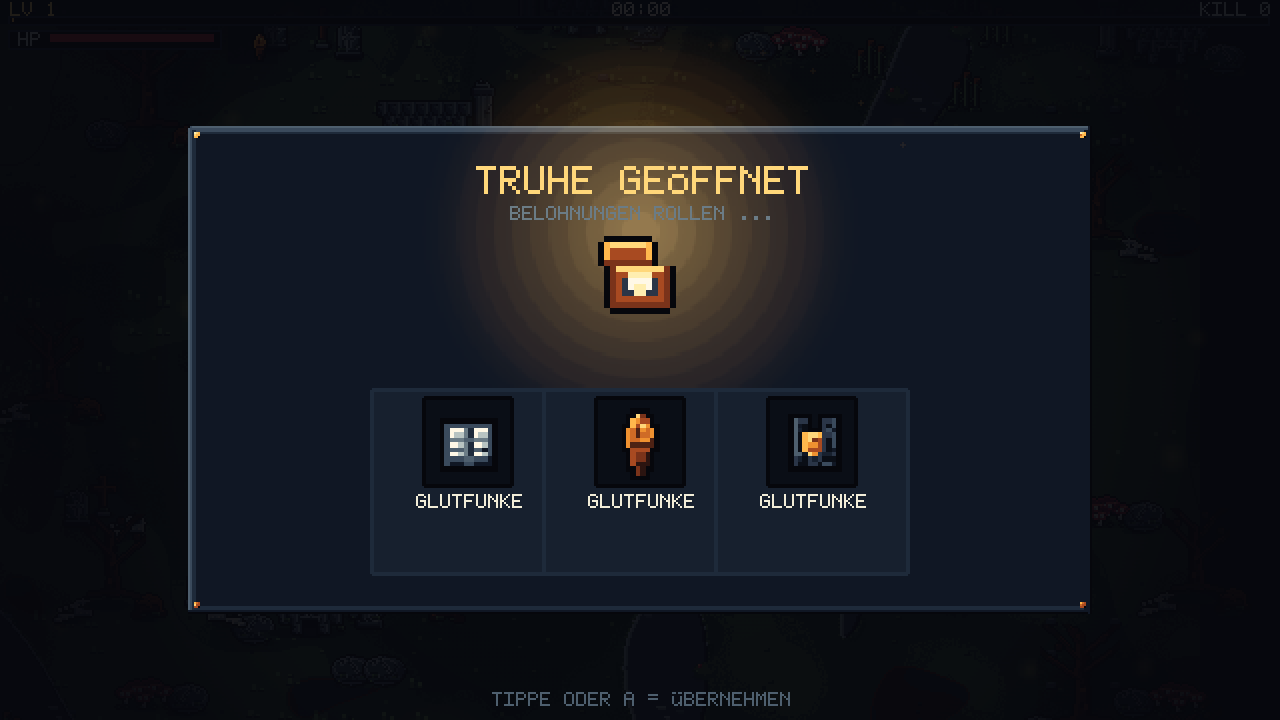 LV 1 00:00 KILL 0
HP
TRUHE GEöFFNET
BELOHNUNGEN ROLLEN ...
GLUTFUNKE GLUTFUNKE GLUTFUNKE
TIPPE ODER A = üBERNEHMEN